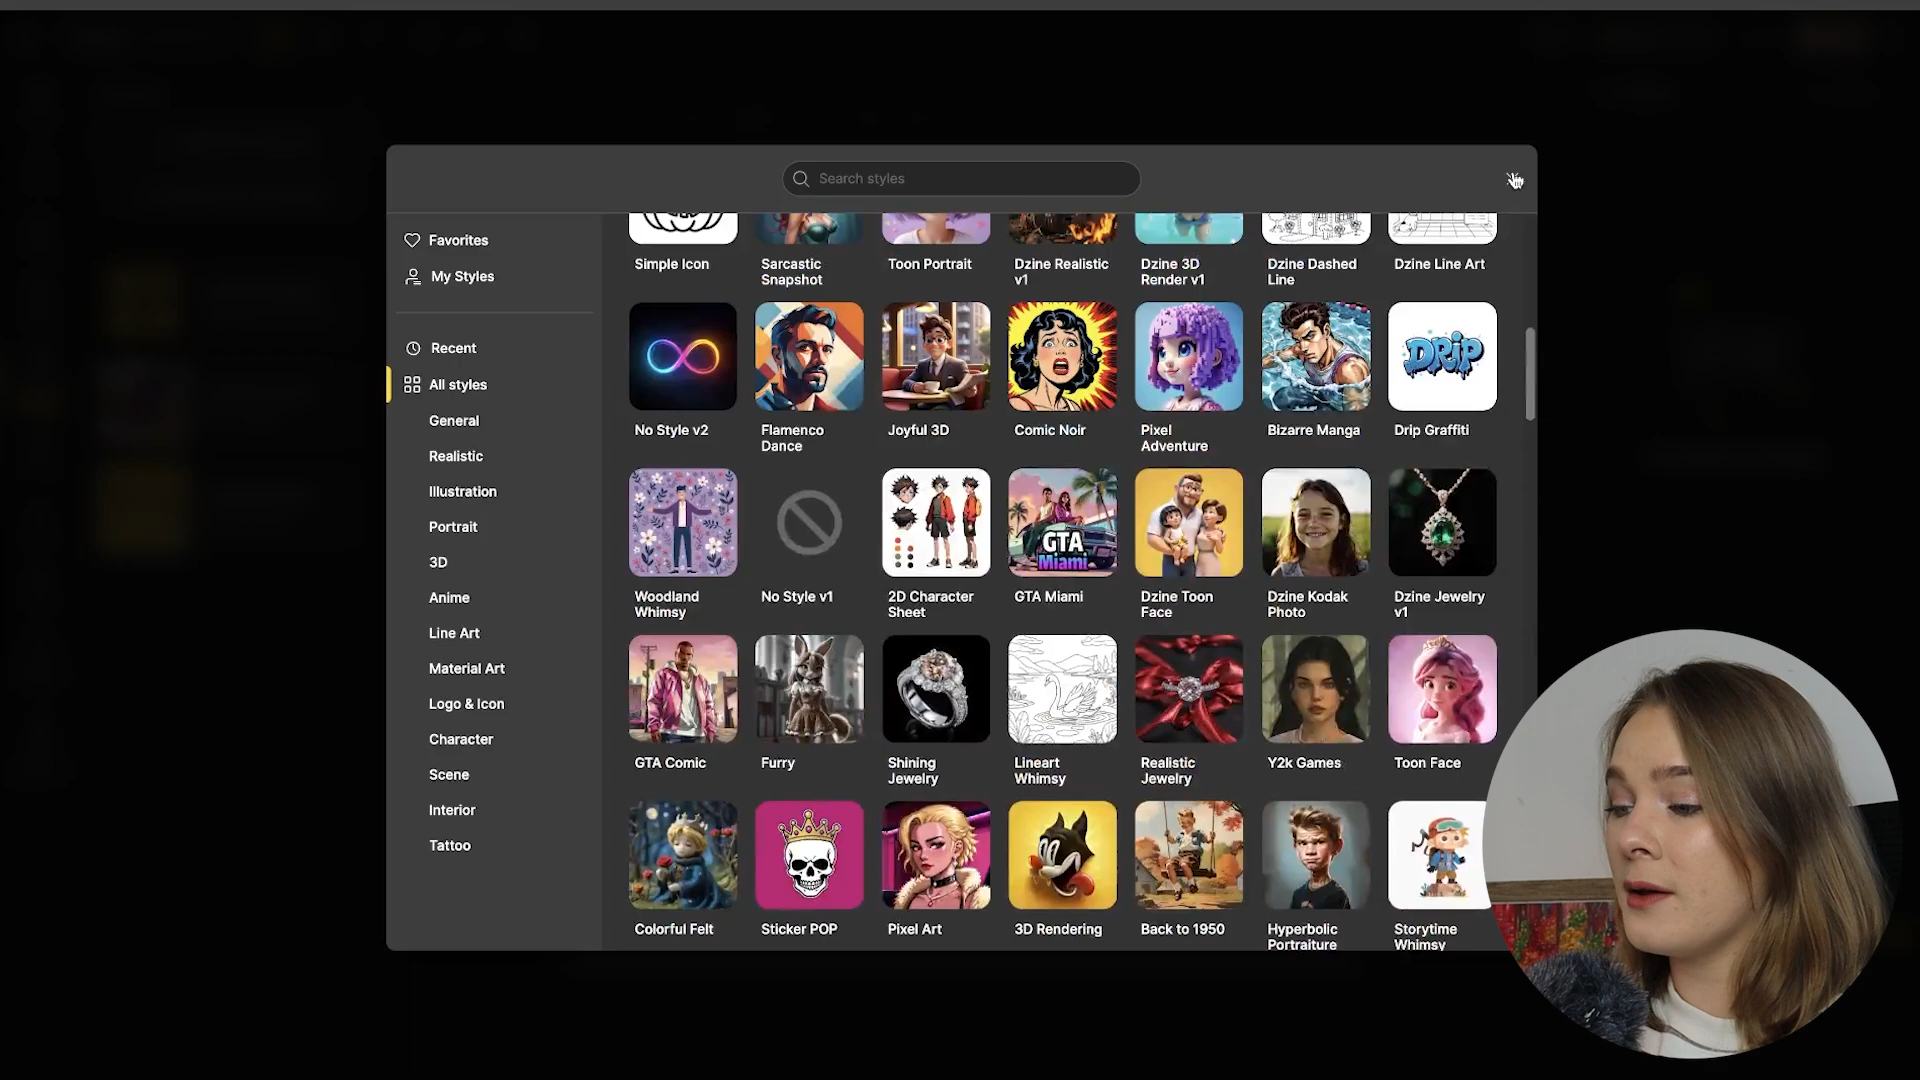 Search styles
Favorites
My Styles
Recent
All styles
General
Realistic
Illustration
Portrait
3D
Anime
Line Art
Material Art
Logo & Icon
Character
Scene
Interior
Tattoo
Simple Icon
Sarcastic
Snapshot
Toon Portrait
Dzine Realistic
v1
Dzine 3D
Render v1
Dzine Dashed
Line
Dzine Line Art
DRIP
No Style v2
Flamenco
Dance
Joyful 3D
Comic Noir
Pixel
Adventure
Bizarre Manga
Drip Graffiti
GTA
Miami
Woodland
Whimsy
No Style v1
2D Character
Sheet
GTA Miami
Dzine Toon
Face
Dzine Kodak
Photo
Dzine Jewelry
v1
GTA Comic
Furry
Shining
Jewelry
Lineart
Whimsy
Realistic
Jewelry
Y2k Games
Toon Face
Colorful Felt
Sticker POP
Pixel Art
3D Rendering
Back to 1950
Hyperbolic
Portraiture
Storytime
Whimsy